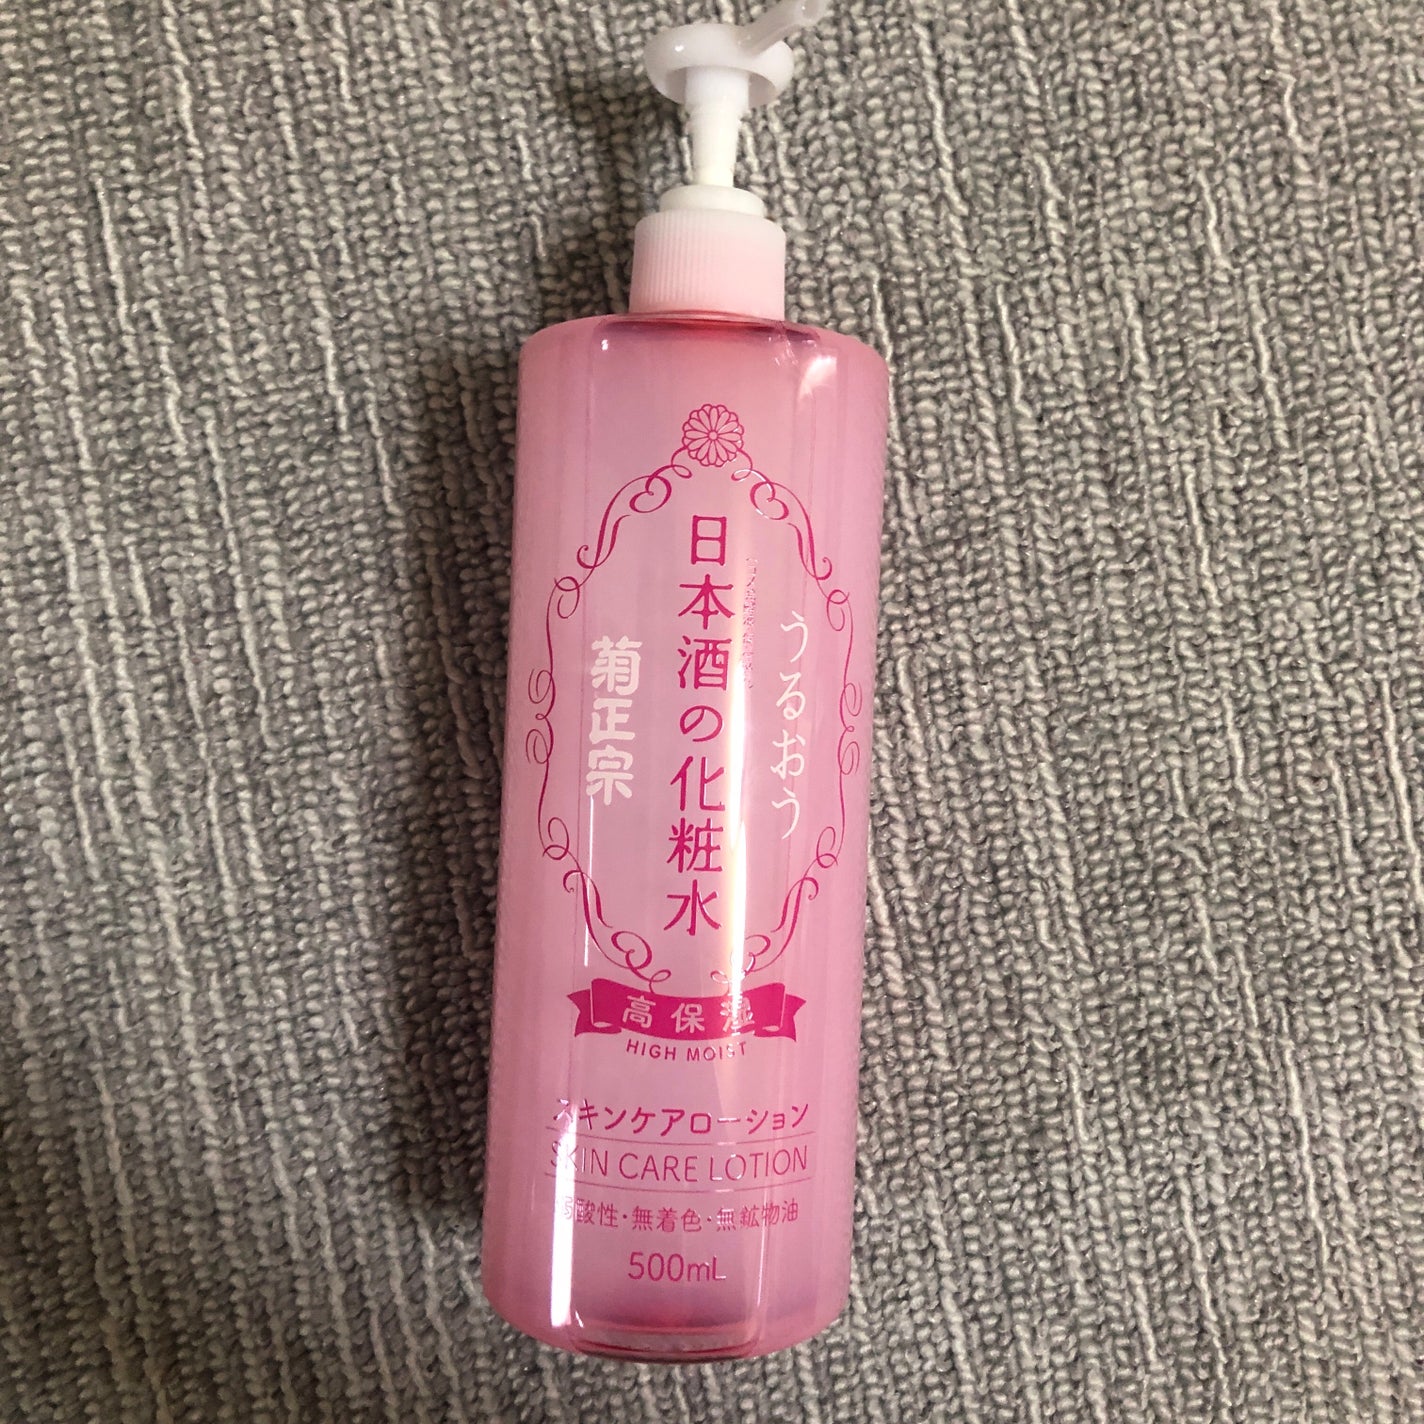 うるおう
日本酒の化粧水
菊正宗
高保湿
HIGH MOIST
スキンケアローション
SKIN CARE LOTION
弱酸性・無着色・無鉱物油
500mL